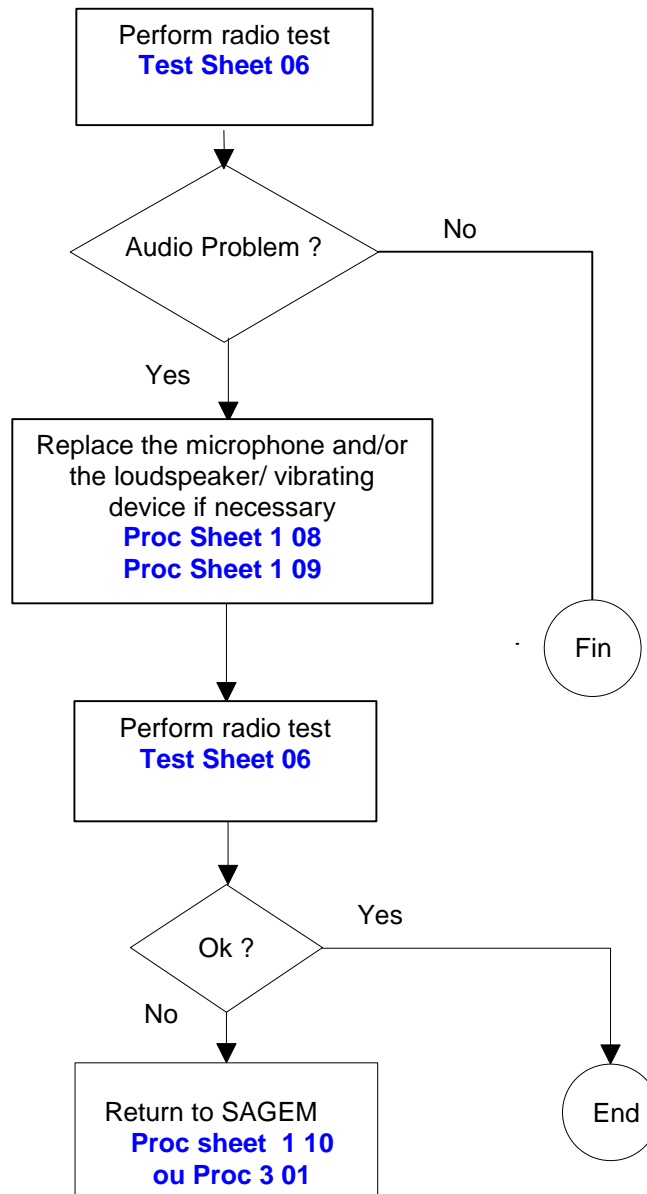 Perform radio test
Test Sheet 06
Audio Problem ?
No
Yes
Replace the microphone and/or
the loudspeaker/ vibrating
device if necessary
Proc Sheet 1 08
Proc Sheet 1 09
Fin
Perform radio test
Test Sheet 06
Ok ?
Yes
No
Return to SAGEM
Proc sheet 1 10
ou Proc 3 01
End